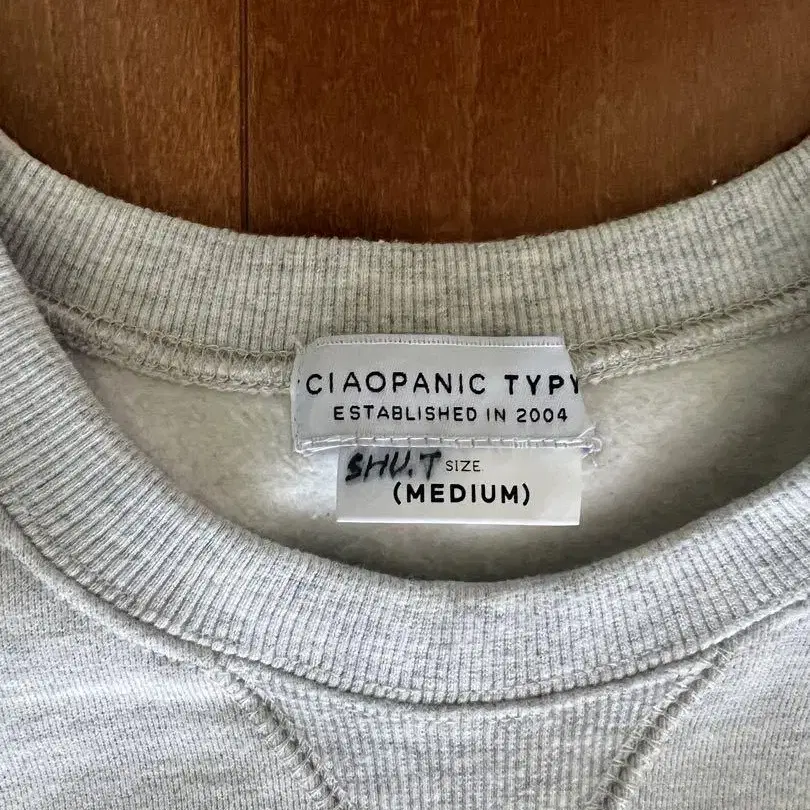 CIAOPANIC TYPY
ESTABLISHED IN 2004
SHU.T SIZE
(MEDIUM)